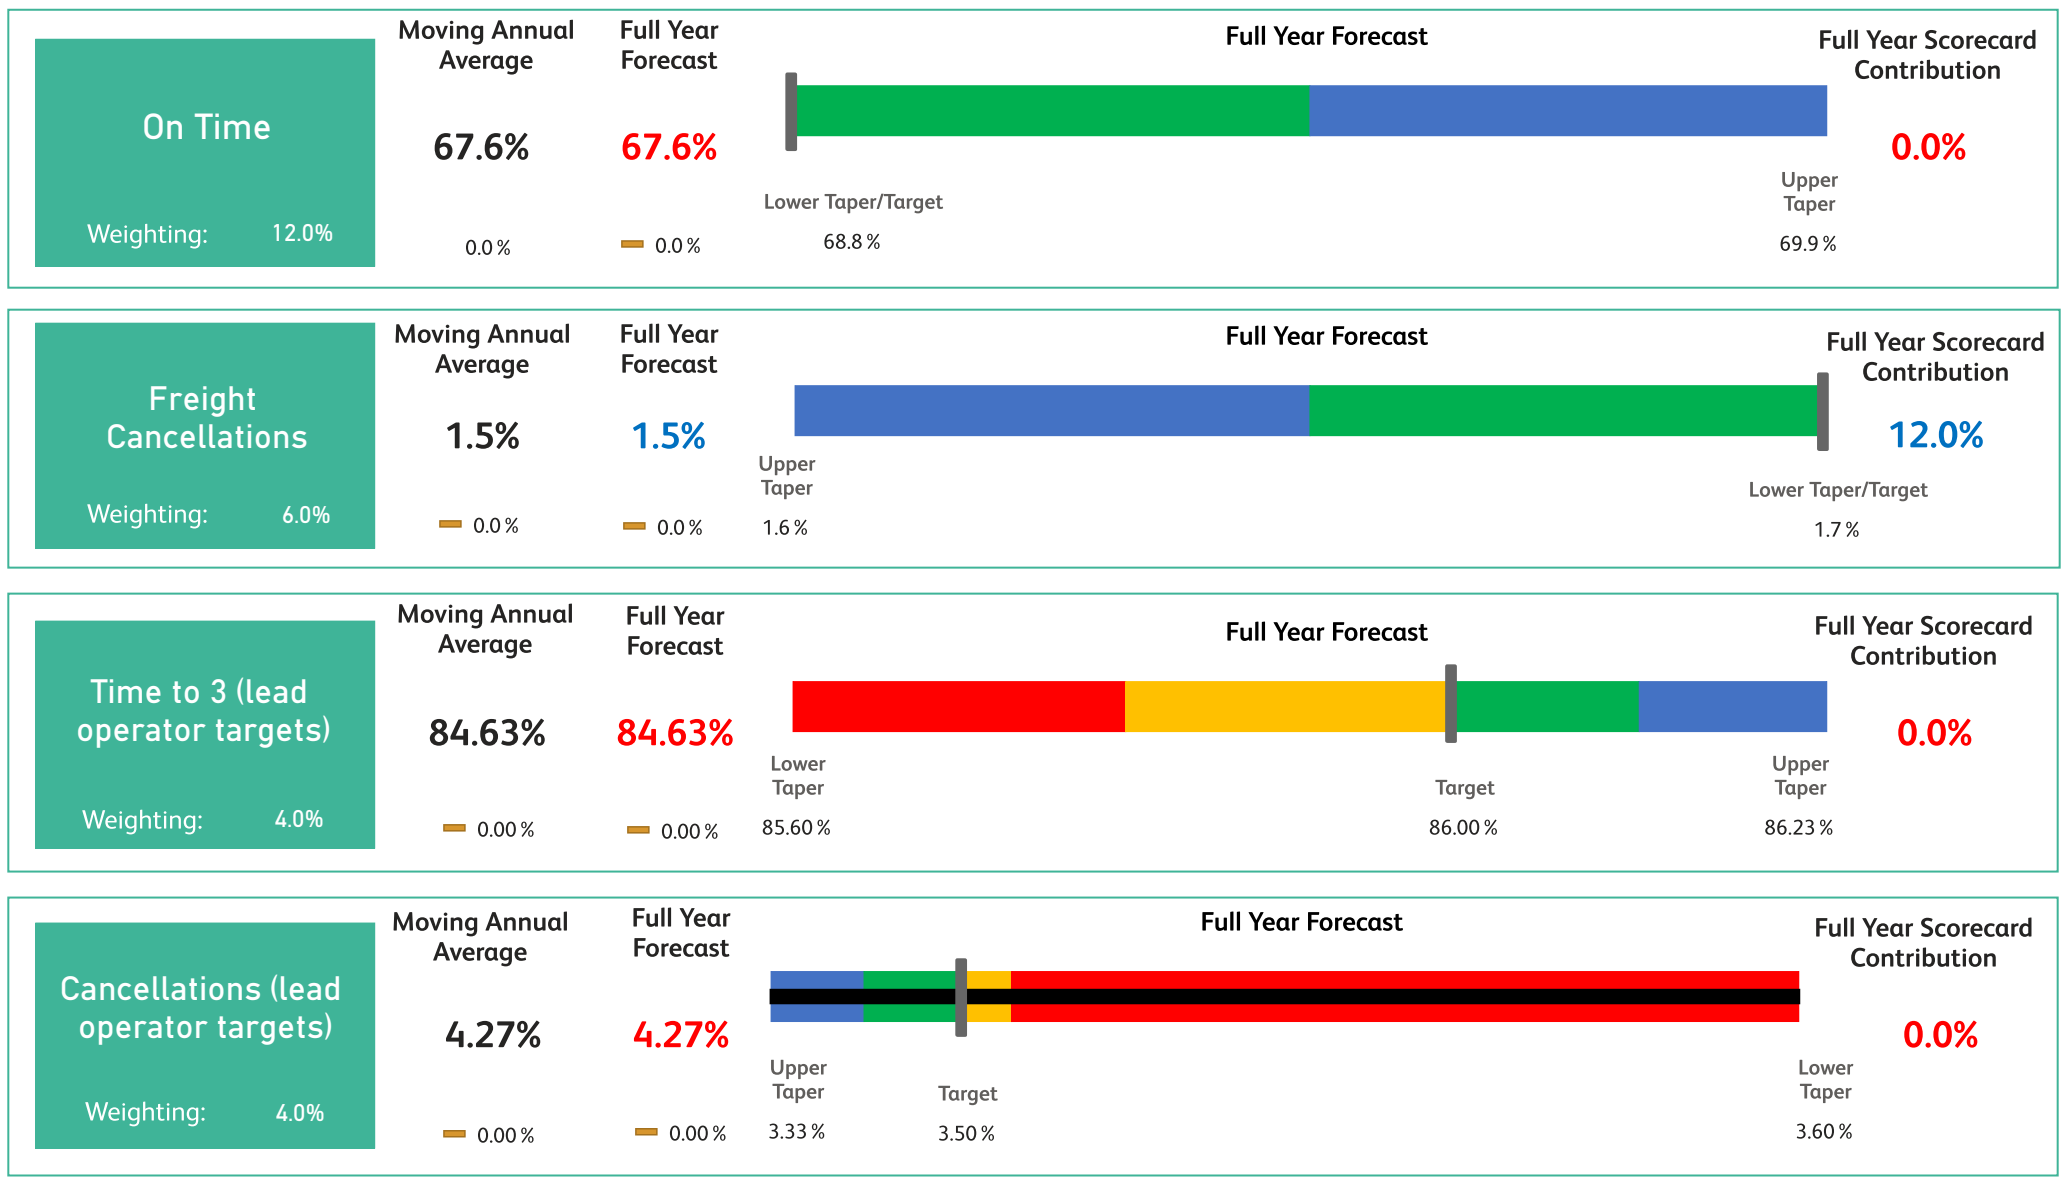 On Time
Weighting: 12.0%
Moving Annual
Average
67.6%
0.0 %
Full Year
Forecast
67.6%
0.0 %
Full Year Forecast
Lower Taper/Target
68.8 %
Upper
Taper
69.9 %
Full Year Scorecard
Contribution
0.0%
Freight
Cancellations
Weighting: 6.0%
Moving Annual
Average
1.5%
0.0 %
Full Year
Forecast
1.5%
0.0 %
Full Year Forecast
Upper
Taper
1.6 %
Lower Taper/Target
1.7 %
Full Year Scorecard
Contribution
12.0%
Time to 3 (lead
operator targets)
Weighting: 4.0%
Moving Annual
Average
84.63%
0.00 %
Full Year
Forecast
84.63%
0.00 %
Full Year Forecast
Lower
Taper
85.60 %
Target
86.00 %
Upper
Taper
86.23 %
Full Year Scorecard
Contribution
0.0%
Cancellations (lead
operator targets)
Weighting: 4.0%
Moving Annual
Average
4.27%
0.00 %
Full Year
Forecast
4.27%
0.00 %
Full Year Forecast
Upper
Taper
3.33 %
Target
3.50 %
Lower
Taper
3.60 %
Full Year Scorecard
Contribution
0.0%